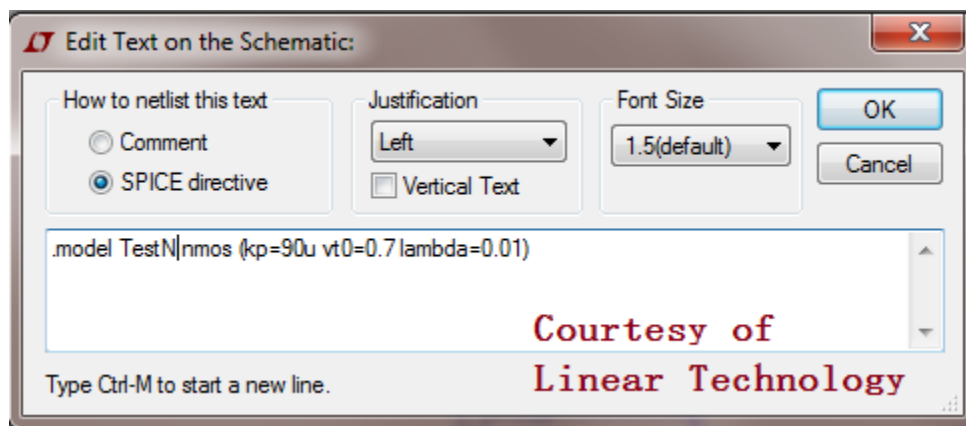 Edit Text on the Schematic:
How to netlist this text
Comment
SPICE directive
Justification
Left
Vertical Text
Font Size
1.5(default)
OK
Cancel
.model TestN nmos (kp=90u vt0=0.7 lambda=0.01)
Courtesy of
Linear Technology
Type Ctrl-M to start a new line.